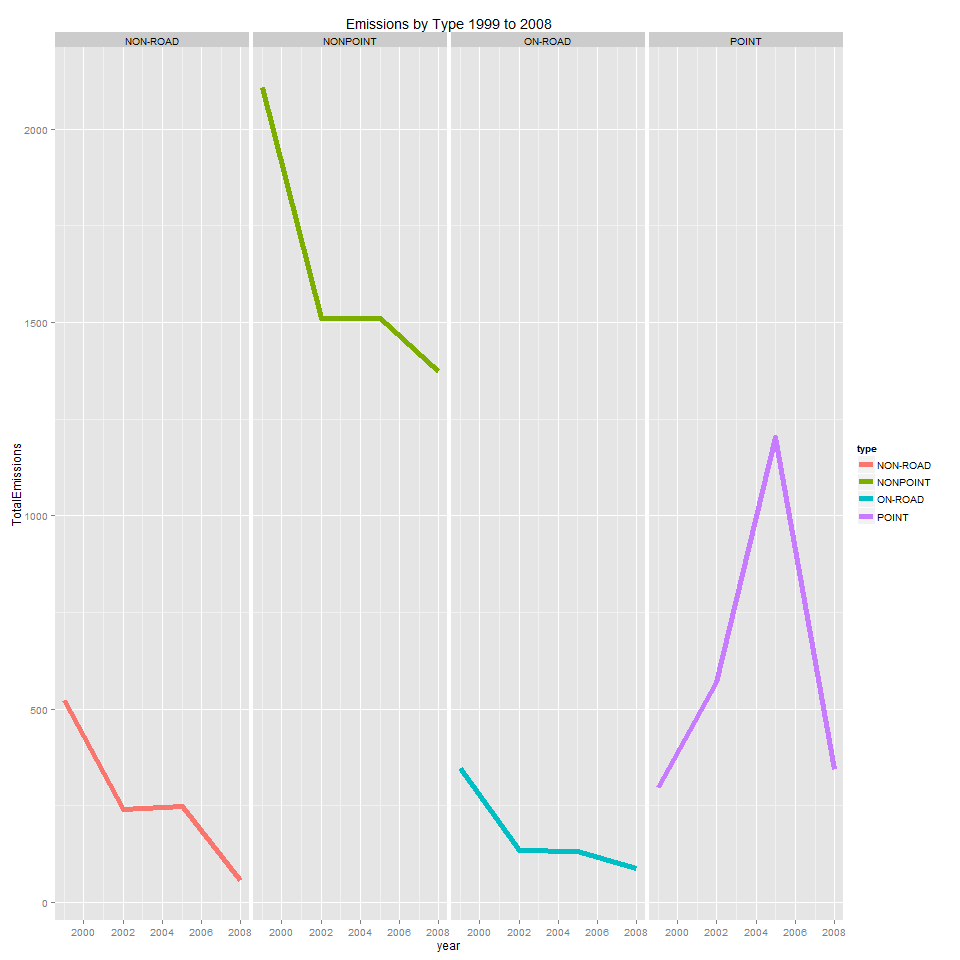 Emissions by Type 1999 to 2008
NON-ROAD NONPOINT ON-ROAD POINT
2000
1500
1000
500
0
TotalEmissions
2000 2002 2004 2006 2008 2000 2002 2004 2006 2008 2000 2002 2004 2006 2008 2000 2002 2004 2006 2008
year
type
NON-ROAD
NONPOINT
ON-ROAD
POINT